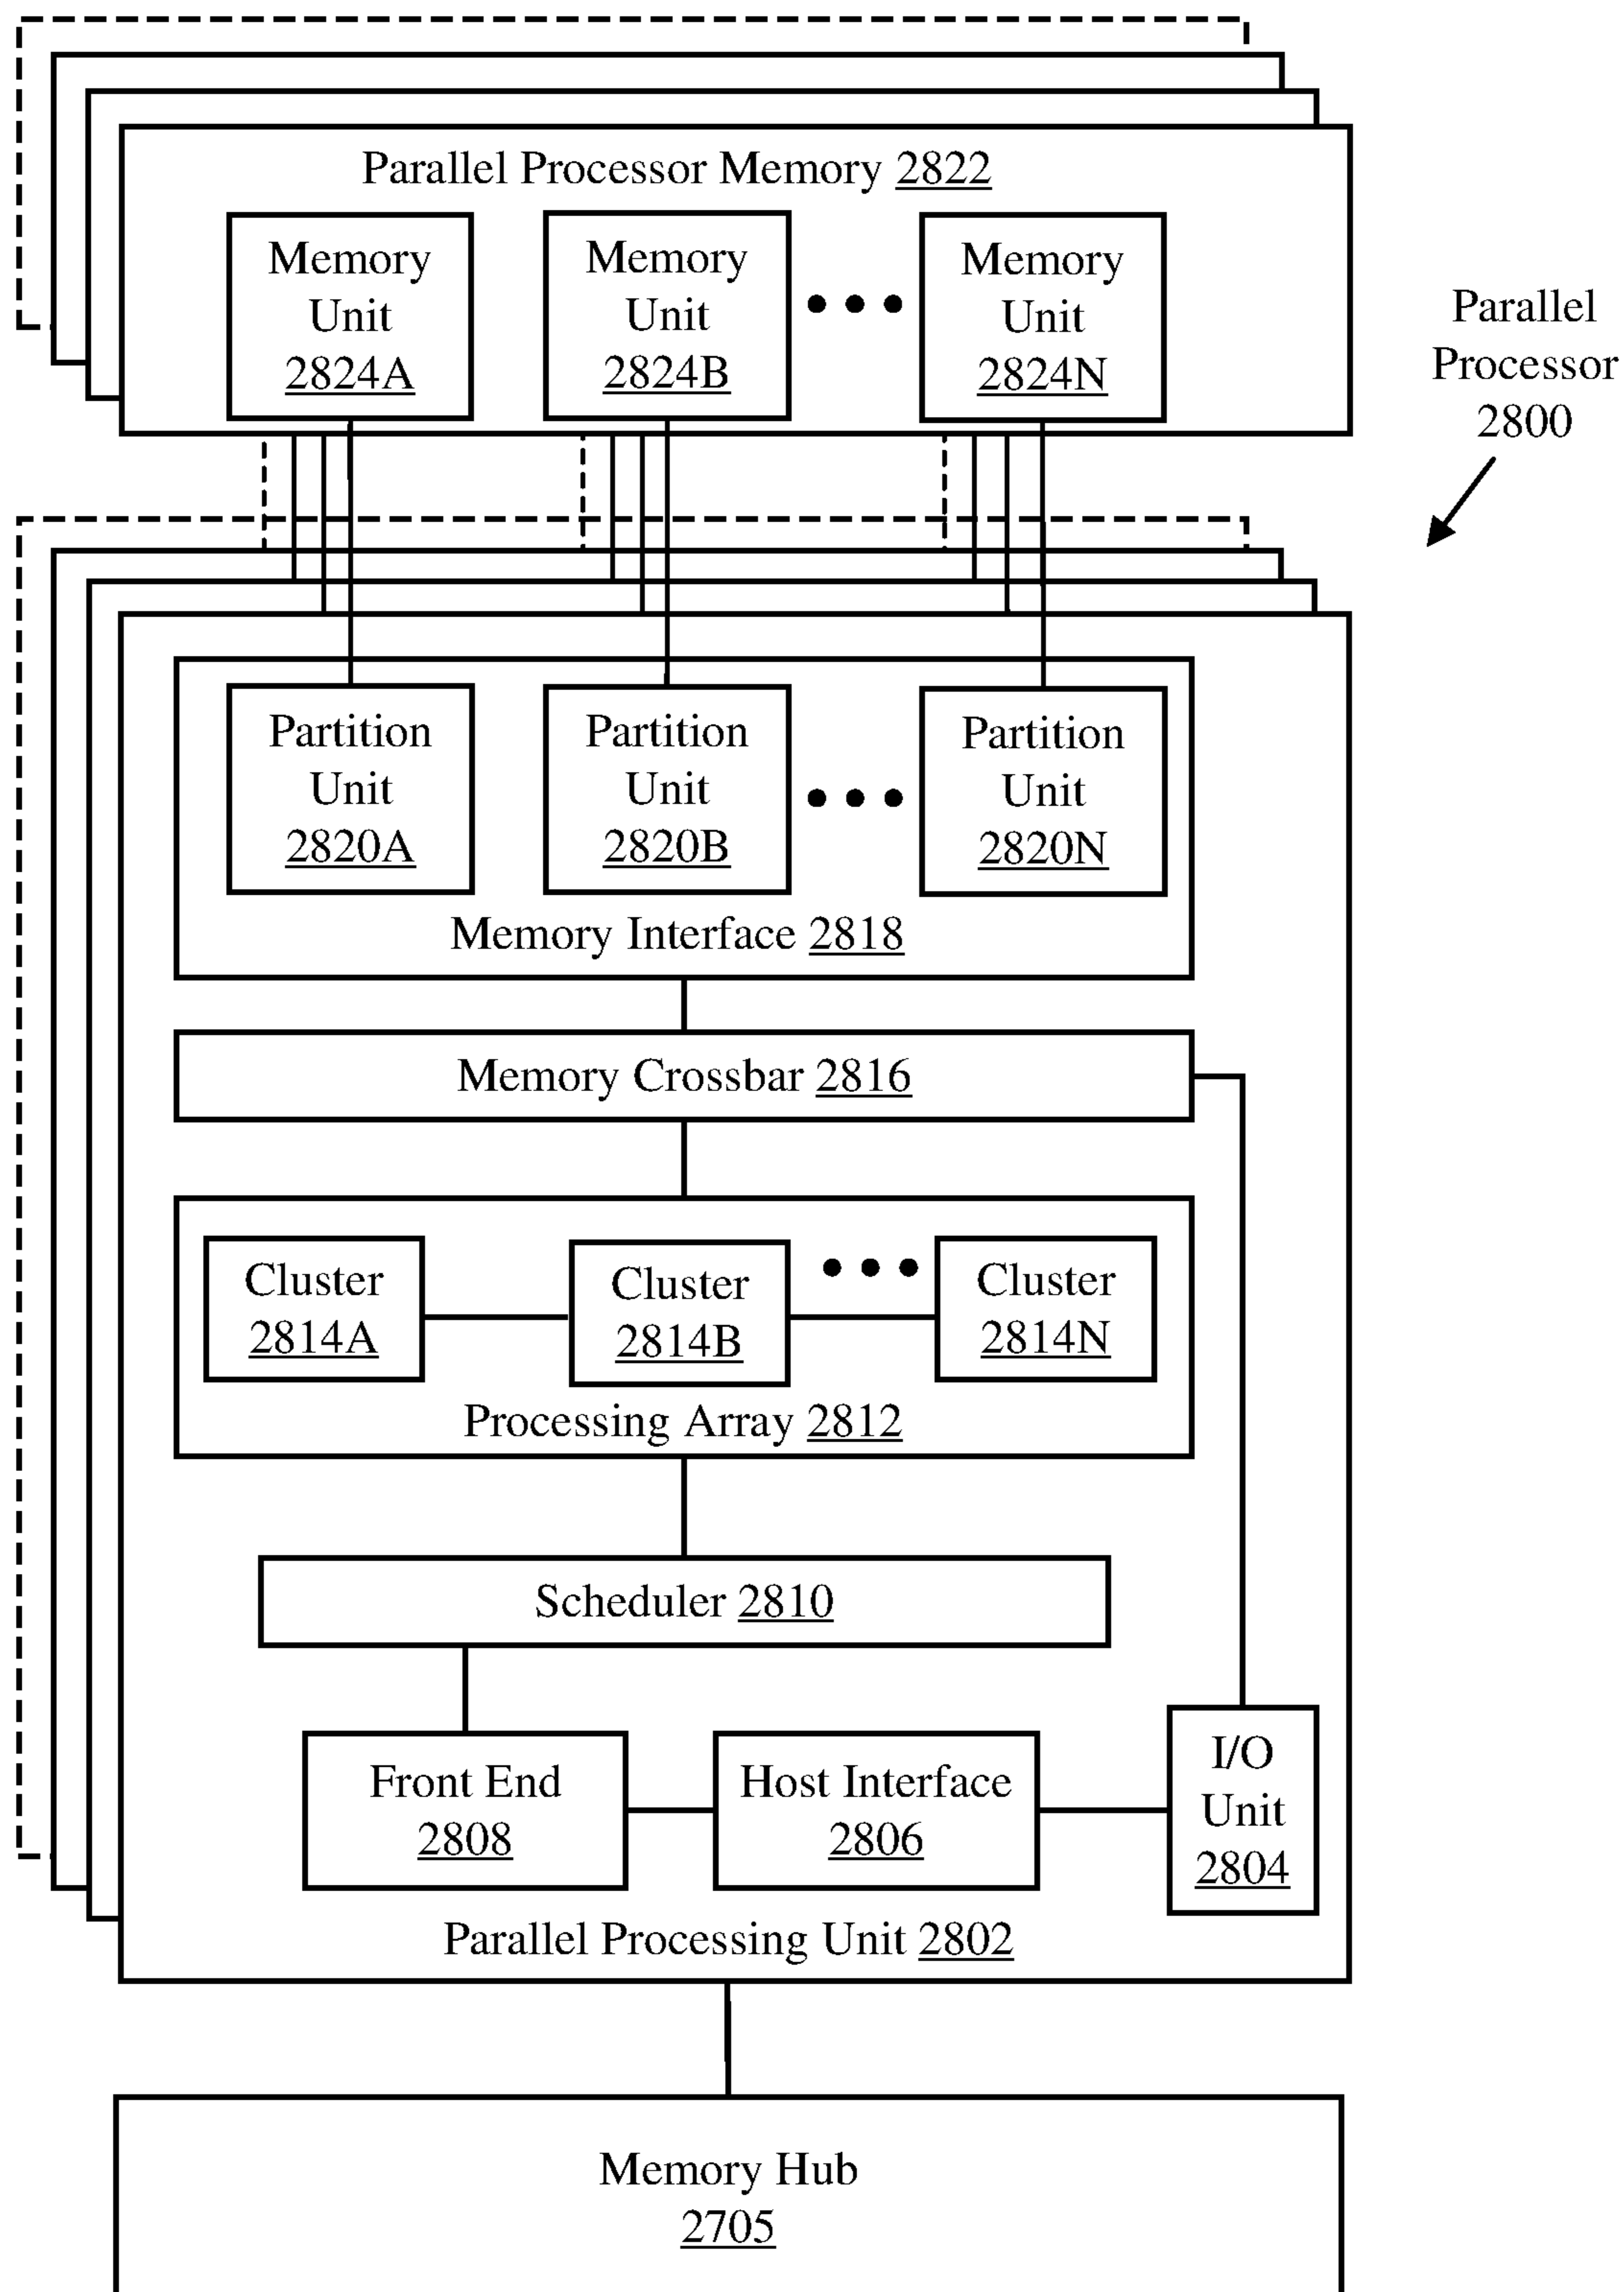 Parallel Processor Memory 2822
Memory
Unit
2824A
Memory
Unit
2824B
Memory
Unit
2824N
Parallel
Processor
2800
Partition
Unit
2820A
Partition
Unit
2820B
Partition
Unit
2820N
Memory Interface 2818
Memory Crossbar 2816
Cluster
2814A
Cluster
2814B
Cluster
2814N
Processing Array 2812
Scheduler 2810
Front End
2808
Host Interface
2806
I/O
Unit
2804
Parallel Processing Unit 2802
Memory Hub
2705